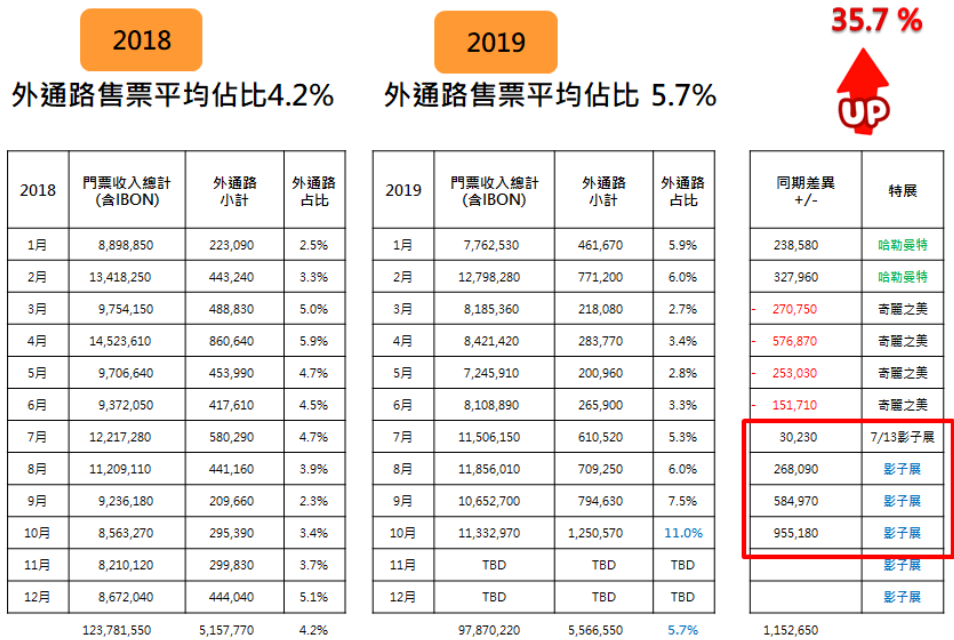 2018
外通路售票平均佔比4.2%
2019
外通路售票平均佔比 5.7%
35.7 %
UP
2018 門票收入總計(含IBON) 外通路小計 外通路占比
1月 8,898,850 223,090 2.5%
2月 13,418,250 443,240 3.3%
3月 9,754,150 488,830 5.0%
4月 14,523,610 860,640 5.9%
5月 9,706,640 453,990 4.7%
6月 9,372,050 417,610 4.5%
7月 12,217,280 580,290 4.7%
8月 11,209,110 441,160 3.9%
9月 9,236,180 209,660 2.3%
10月 8,563,270 295,390 3.4%
11月 8,210,120 299,830 3.7%
12月 8,672,040 444,040 5.1%
123,781,550 5,157,770 4.2%
2019 門票收入總計(含IBON) 外通路小計 外通路占比
1月 7,762,530 461,670 5.9%
2月 12,798,280 771,200 6.0%
3月 8,185,360 218,080 2.7%
4月 8,421,420 283,770 3.4%
5月 7,245,910 200,960 2.8%
6月 8,108,890 265,900 3.3%
7月 11,506,150 610,520 5.3%
8月 11,856,010 709,250 6.0%
9月 10,652,700 794,630 7.5%
10月 11,332,970 1,250,570 11.0%
11月 TBD TBD TBD
12月 TBD TBD TBD
97,870,220 5,566,550 5.7%
同期差異 +/- 特展
238,580 哈勒曼特
327,960 哈勒曼特
- 270,750 寄麗之美
- 576,870 寄麗之美
- 253,030 寄麗之美
- 151,710 寄麗之美
30,230 7/13影子展
268,090 影子展
584,970 影子展
955,180 影子展
影子展
影子展
1,152,650